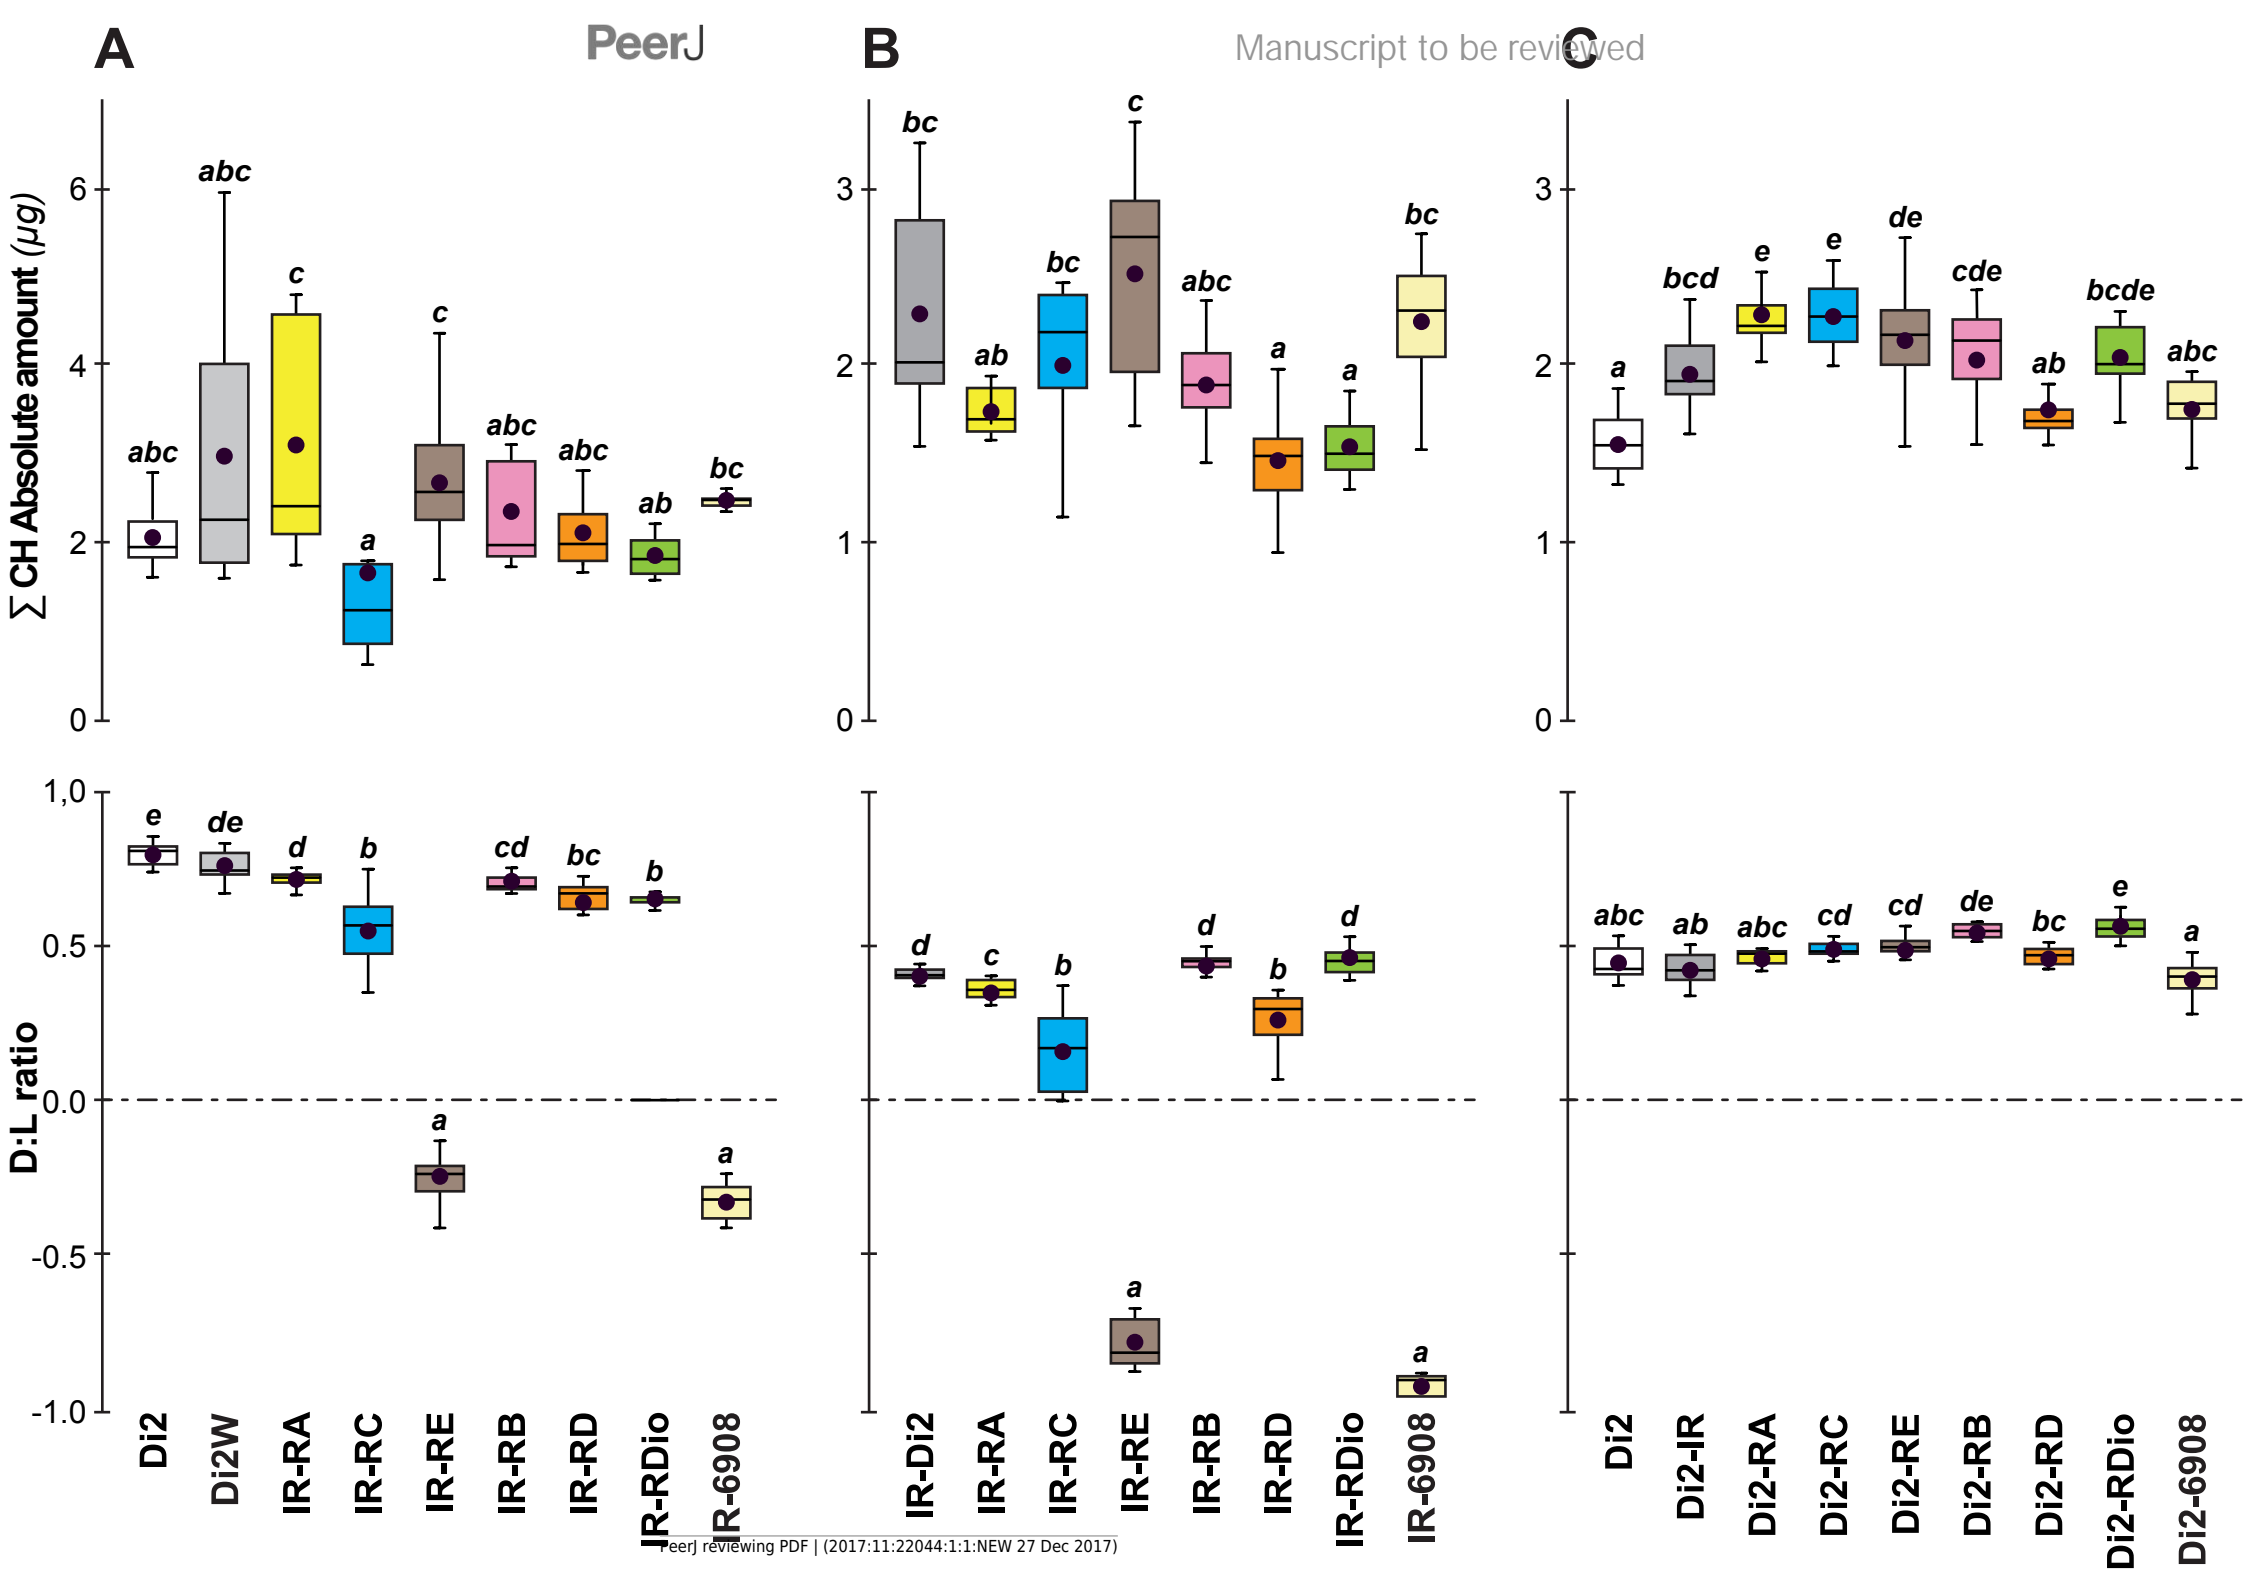 A
PeerJ
B
Manuscript to be reviewed
C
∑ CH Absolute amount (µg)
6
4
2
0
abc
abc
c
a
c
abc
abc
ab
bc
3
2
1
0
bc
ab
bc
c
abc
a
a
bc
3
2
1
0
a
bcd
e
e
de
cde
ab
bcde
abc
D:L ratio
1,0
0.5
0.0
-0.5
-1.0
e
de
d
b
a
cd
bc
b
a
d
c
b
a
d
b
d
a
abc
ab
abc
cd
cd
de
bc
e
a
Di2
Di2W
IR-RA
IR-RC
IR-RE
IR-RB
IR-RD
IR-RDio
IR-6908
IR-Di2
IR-RA
IR-RC
IR-RE
IR-RB
IR-RD
IR-RDio
IR-6908
Di2
Di2-IR
Di2-RA
Di2-RC
Di2-RE
Di2-RB
Di2-RD
Di2-RDio
Di2-6908
PeerJ reviewing PDF | (2017:11:22044:1:1:NEW 27 Dec 2017)